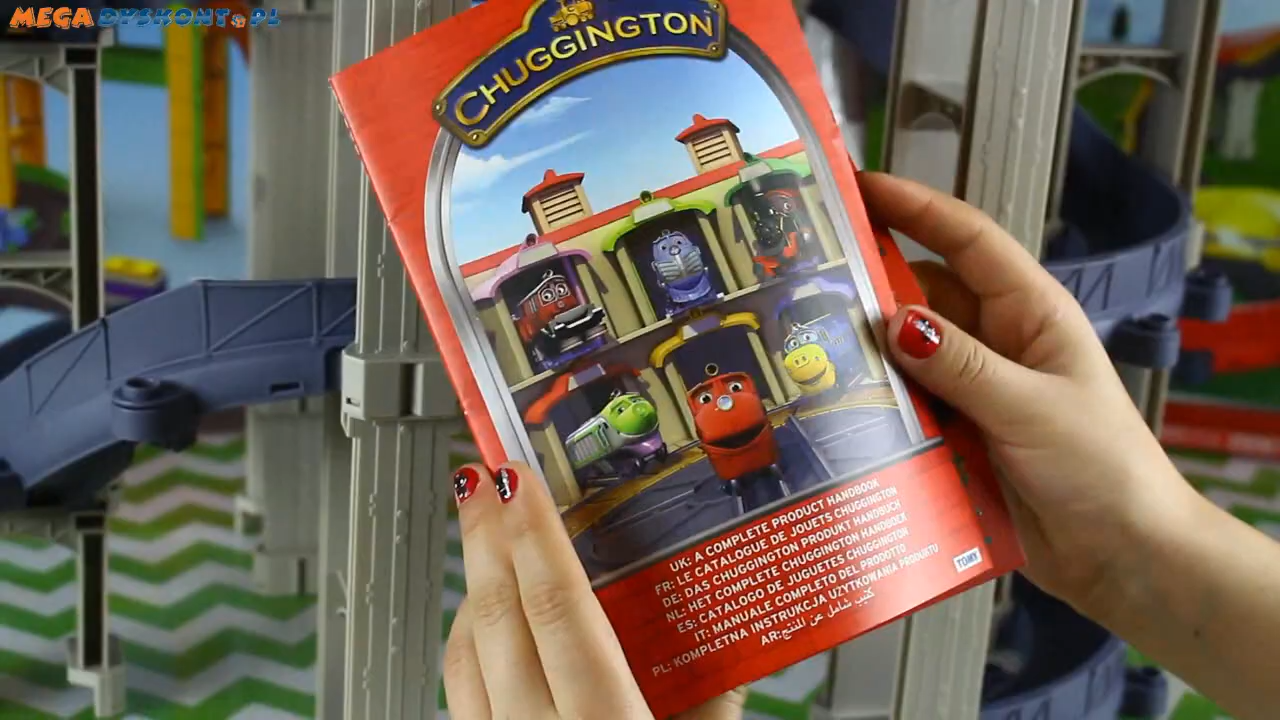 MEGADYSKONT.PL
CHUGGINGTON
UK: A COMPLETE PRODUCT HANDBOOK
FR: LE CATALOGUE DE JOUETS CHUGGINGTON
DE: DAS CHUGGINGTON PRODUKT HANDBUCH
NL: HET COMPLETE CHUGGINGTON HANDBOEK
ES: CATALOGO DE JUGUETES CHUGGINGTON
IT: MANUALE COMPLETO DEL PRODOTTO
PL: KOMPLETNA INSTRUKCJA UZYTKOWANIA PRODUKTU
AR: كتيب شامل عن المنتج
TOMY